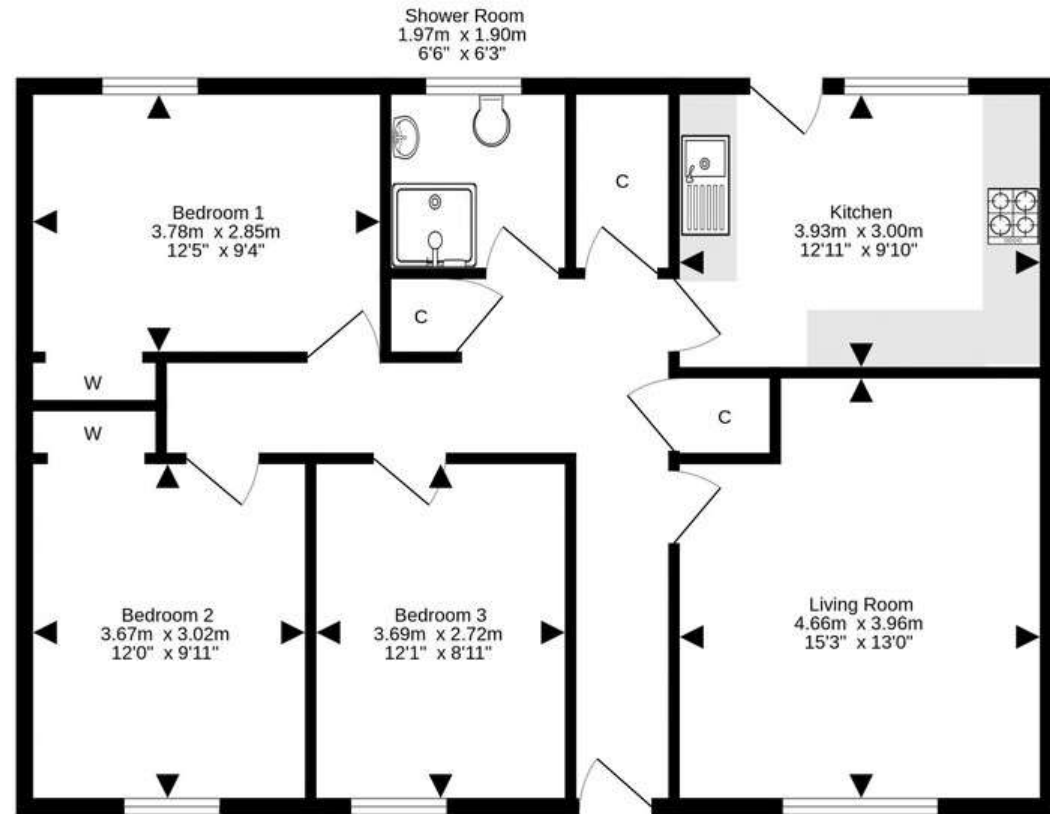 Shower Room
1.97m x 1.90m
6'6" x 6'3"
Bedroom 1
3.78m x 2.85m
12'5" x 9'4"
C
Kitchen
3.93m x 3.00m
12'11" x 9'10"
C
W
W
C
Bedroom 2
3.67m x 3.02m
12'0" x 9'11"
Bedroom 3
3.69m x 2.72m
12'1" x 8'11"
Living Room
4.66m x 3.96m
15'3" x 13'0"